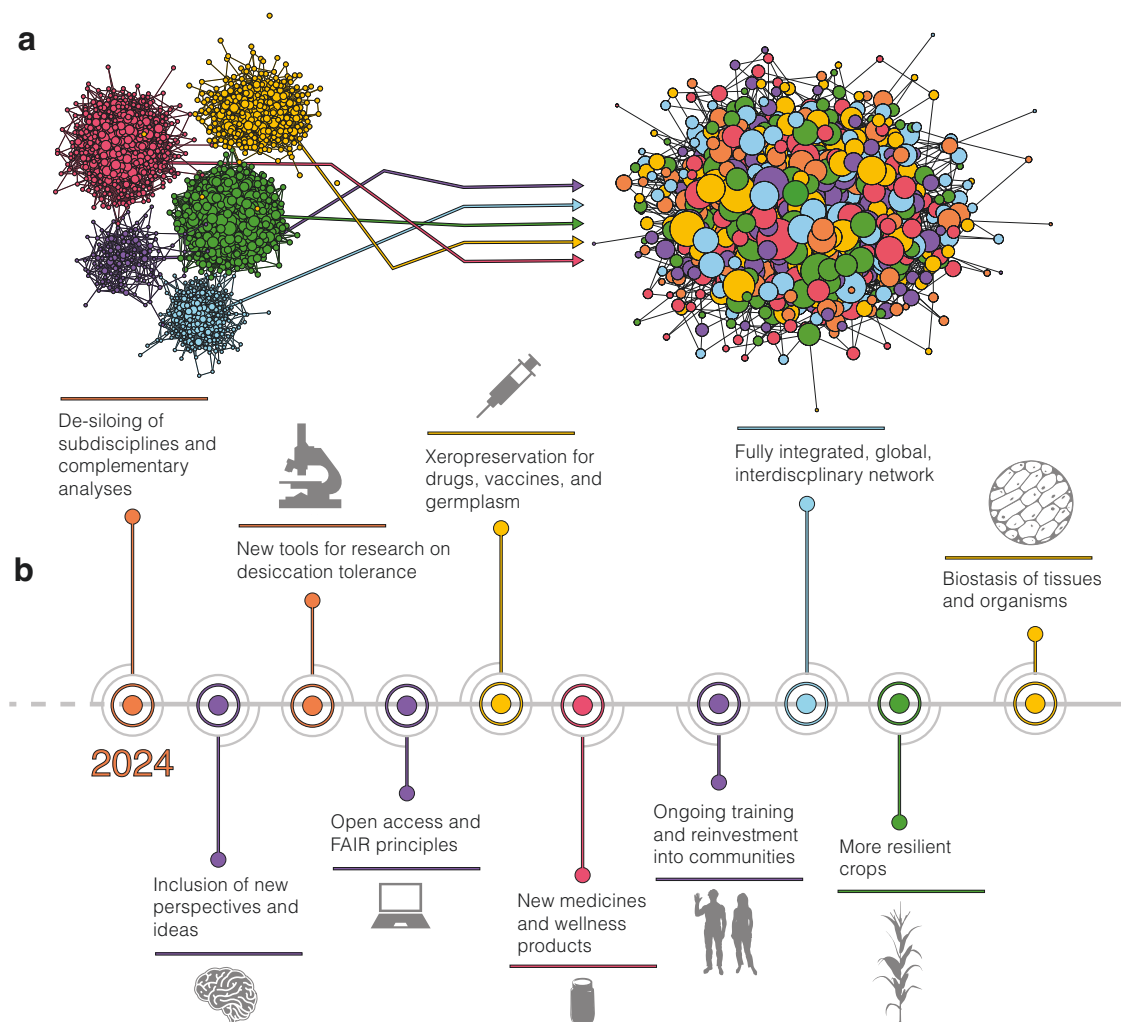 a
De-siloing of
subdisciplines and
complementary
analyses
New tools for research on
desiccation tolerance
Xeropreservation for
drugs, vaccines, and
germplasm
Fully integrated, global,
interdiscplinary network
Biostasis of tissues
and organisms
b
2024
Inclusion of new
perspectives and
ideas
Open access and
FAIR principles
New medicines
and wellness
products
Ongoing training
and reinvestment
into communities
More resilient
crops